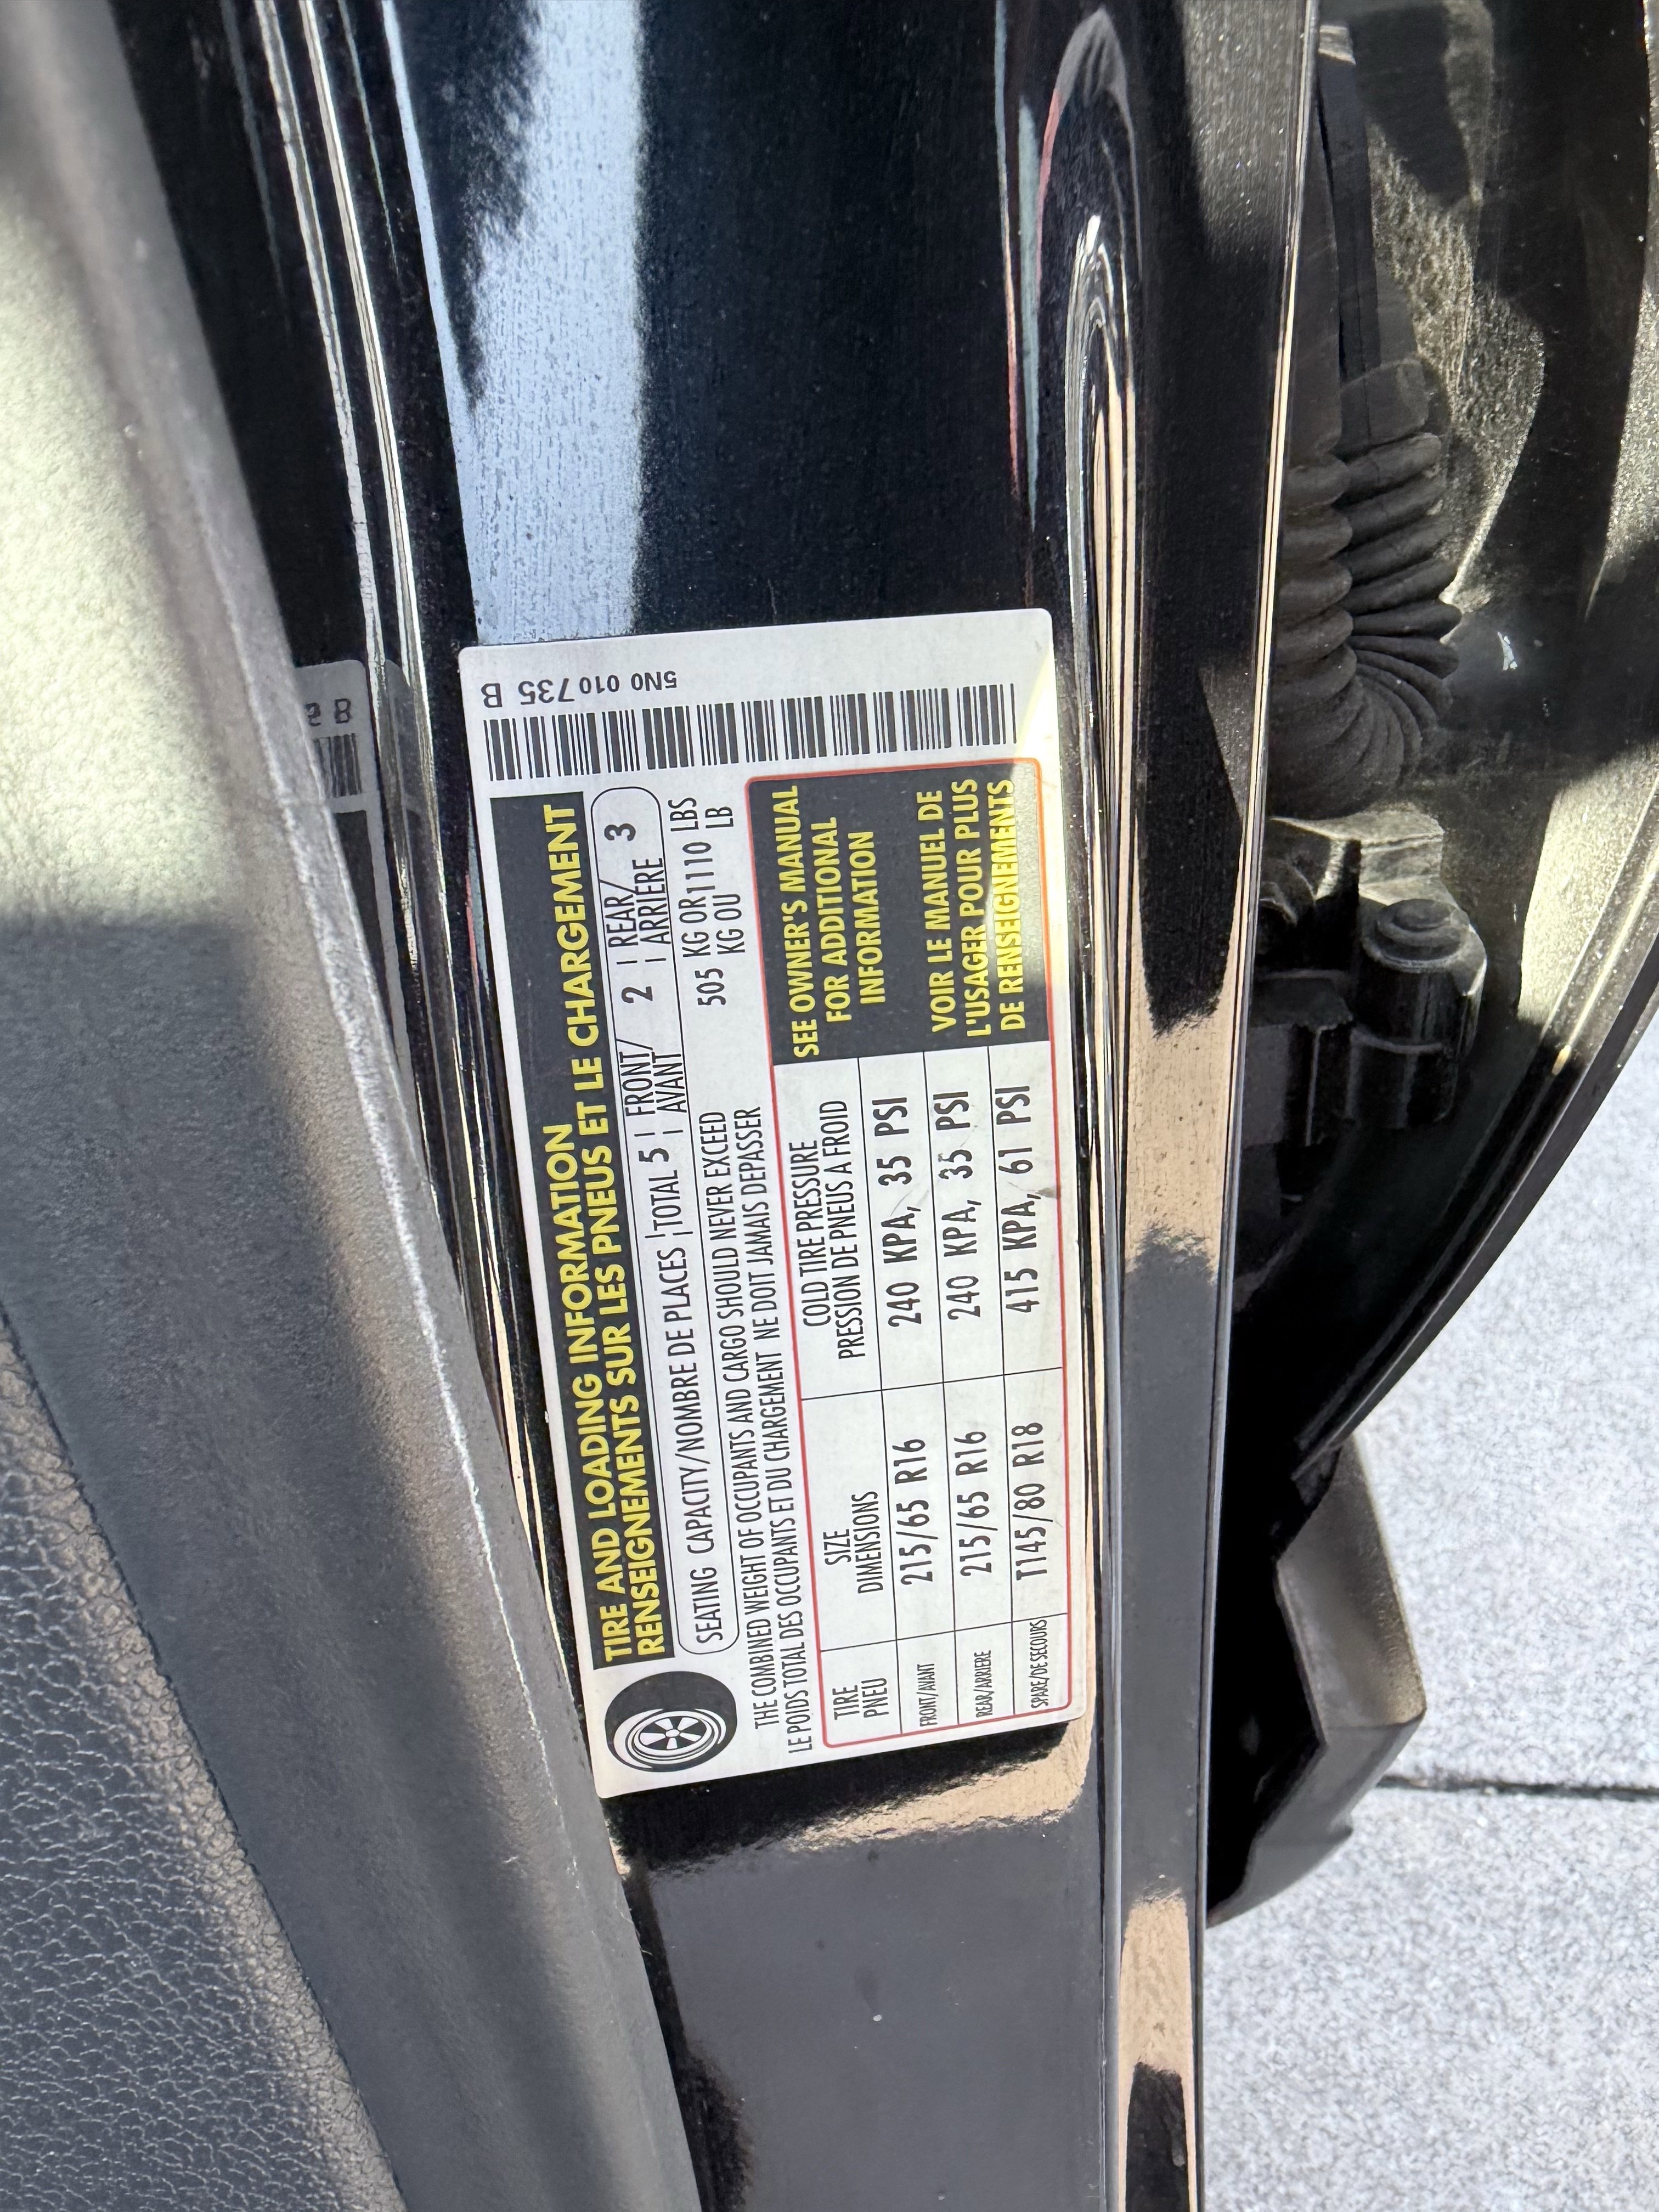 TIRE AND LOADING INFORMATION
RENSEIGNEMENTS SUR LES PNEUS ET LE CHARGEMENT
SEATING CAPACITY/NOMBRE DE PLACES TOTAL 5 FRONT/ AVANT 2 REAR/ ARRIÈRE 3
THE COMBINED WEIGHT OF OCCUPANTS AND CARGO SHOULD NEVER EXCEED 505 KG OR 1110 LBS
LE POIDS TOTAL DES OCCUPANTS ET DU CHARGEMENT NE DOIT JAMAIS DEPASSER KG OU LB
TIRE PNEU
SIZE DIMENSIONS
COLD TIRE PRESSURE
PRESSION DE PNEUS A FROID
FRONT/AVANT 215/65 R16 240 KPA, 35 PSI
REAR/ARRIERE 215/65 R16 240 KPA, 35 PSI
SPARE/DE SECOURS T145/80 R18 415 KPA, 61 PSI
SEE OWNER'S MANUAL
FOR ADDITIONAL
INFORMATION
VOIR LE MANUEL DE
L'USAGER POUR PLUS
DE RENSEIGNEMENTS
5N0 010 735 B